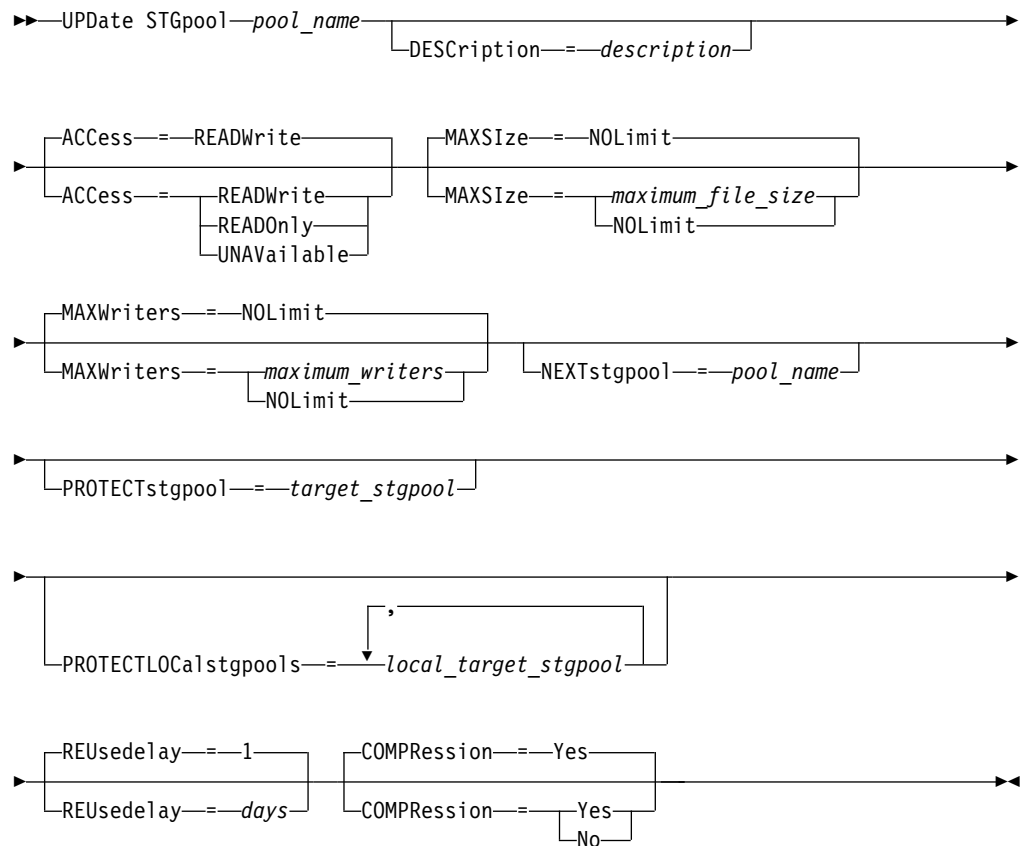 UPDate STGpool pool_name
DESCription = description
ACCess = READWrite
ACCess = READWrite
READOnly
UNAVailable
MAXSIze = NOLimit
MAXSIze = maximum_file_size
NOLimit
MAXWriters = NOLimit
MAXWriters = maximum_writers
NOLimit
NEXTstgpool = pool_name
PROTECTstgpool = target_stgpool
,
PROTECTLOCalstgpools = local_target_stgpool
REUsedelay = 1
REUsedelay = days
COMPRession = Yes
COMPRession = Yes
No